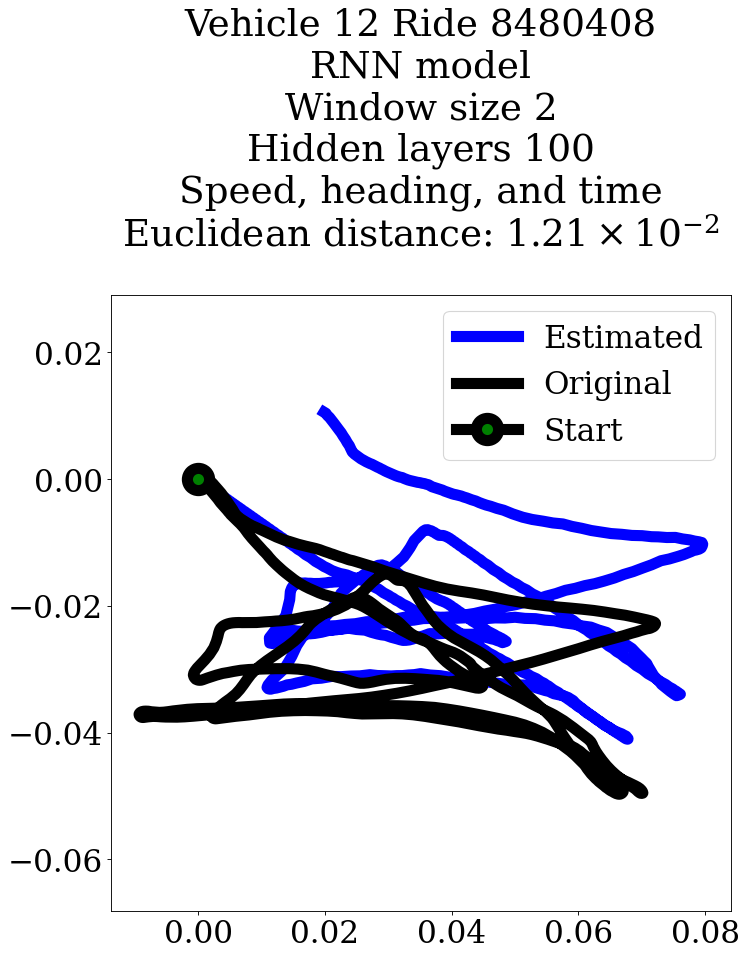 Vehicle 12 Ride 8480408
RNN model
Window size 2
Hidden layers 100
Speed, heading, and time
Euclidean distance: 1.21 × 10⁻²
Estimated
Original
Start
0.02
0.00
−0.02
−0.04
−0.06
0.00 0.02 0.04 0.06 0.08